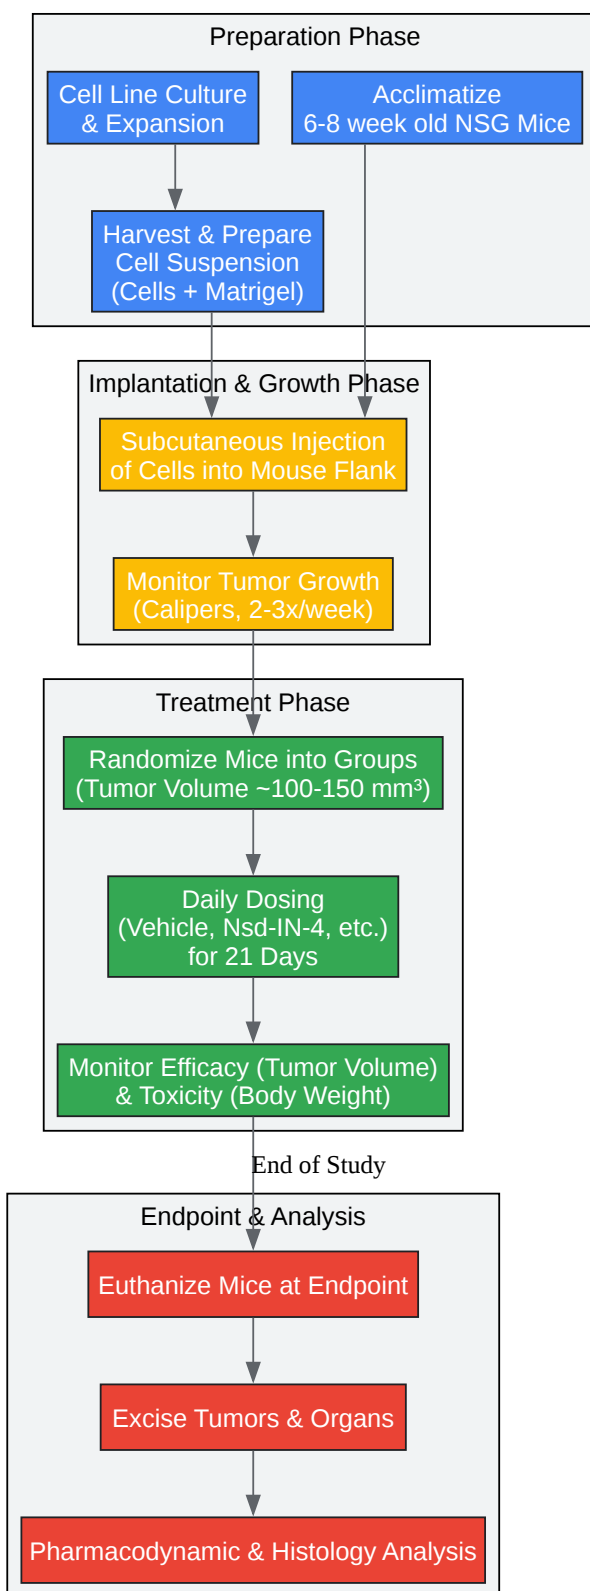 Preparation Phase
Cell Line Culture
& Expansion
Acclimatize
6-8 week old NSG Mice
Harvest & Prepare
Cell Suspension
(Cells + Matrigel)
Implantation & Growth Phase
Subcutaneous Injection
of Cells into Mouse Flank
Monitor Tumor Growth
(Calipers, 2-3x/week)
Treatment Phase
Randomize Mice into Groups
(Tumor Volume ~100-150 mm³)
Daily Dosing
(Vehicle, Nsd-IN-4, etc.)
for 21 Days
Monitor Efficacy (Tumor Volume)
& Toxicity (Body Weight)
End of Study
Endpoint & Analysis
Euthanize Mice at Endpoint
Excise Tumors & Organs
Pharmacodynamic & Histology Analysis